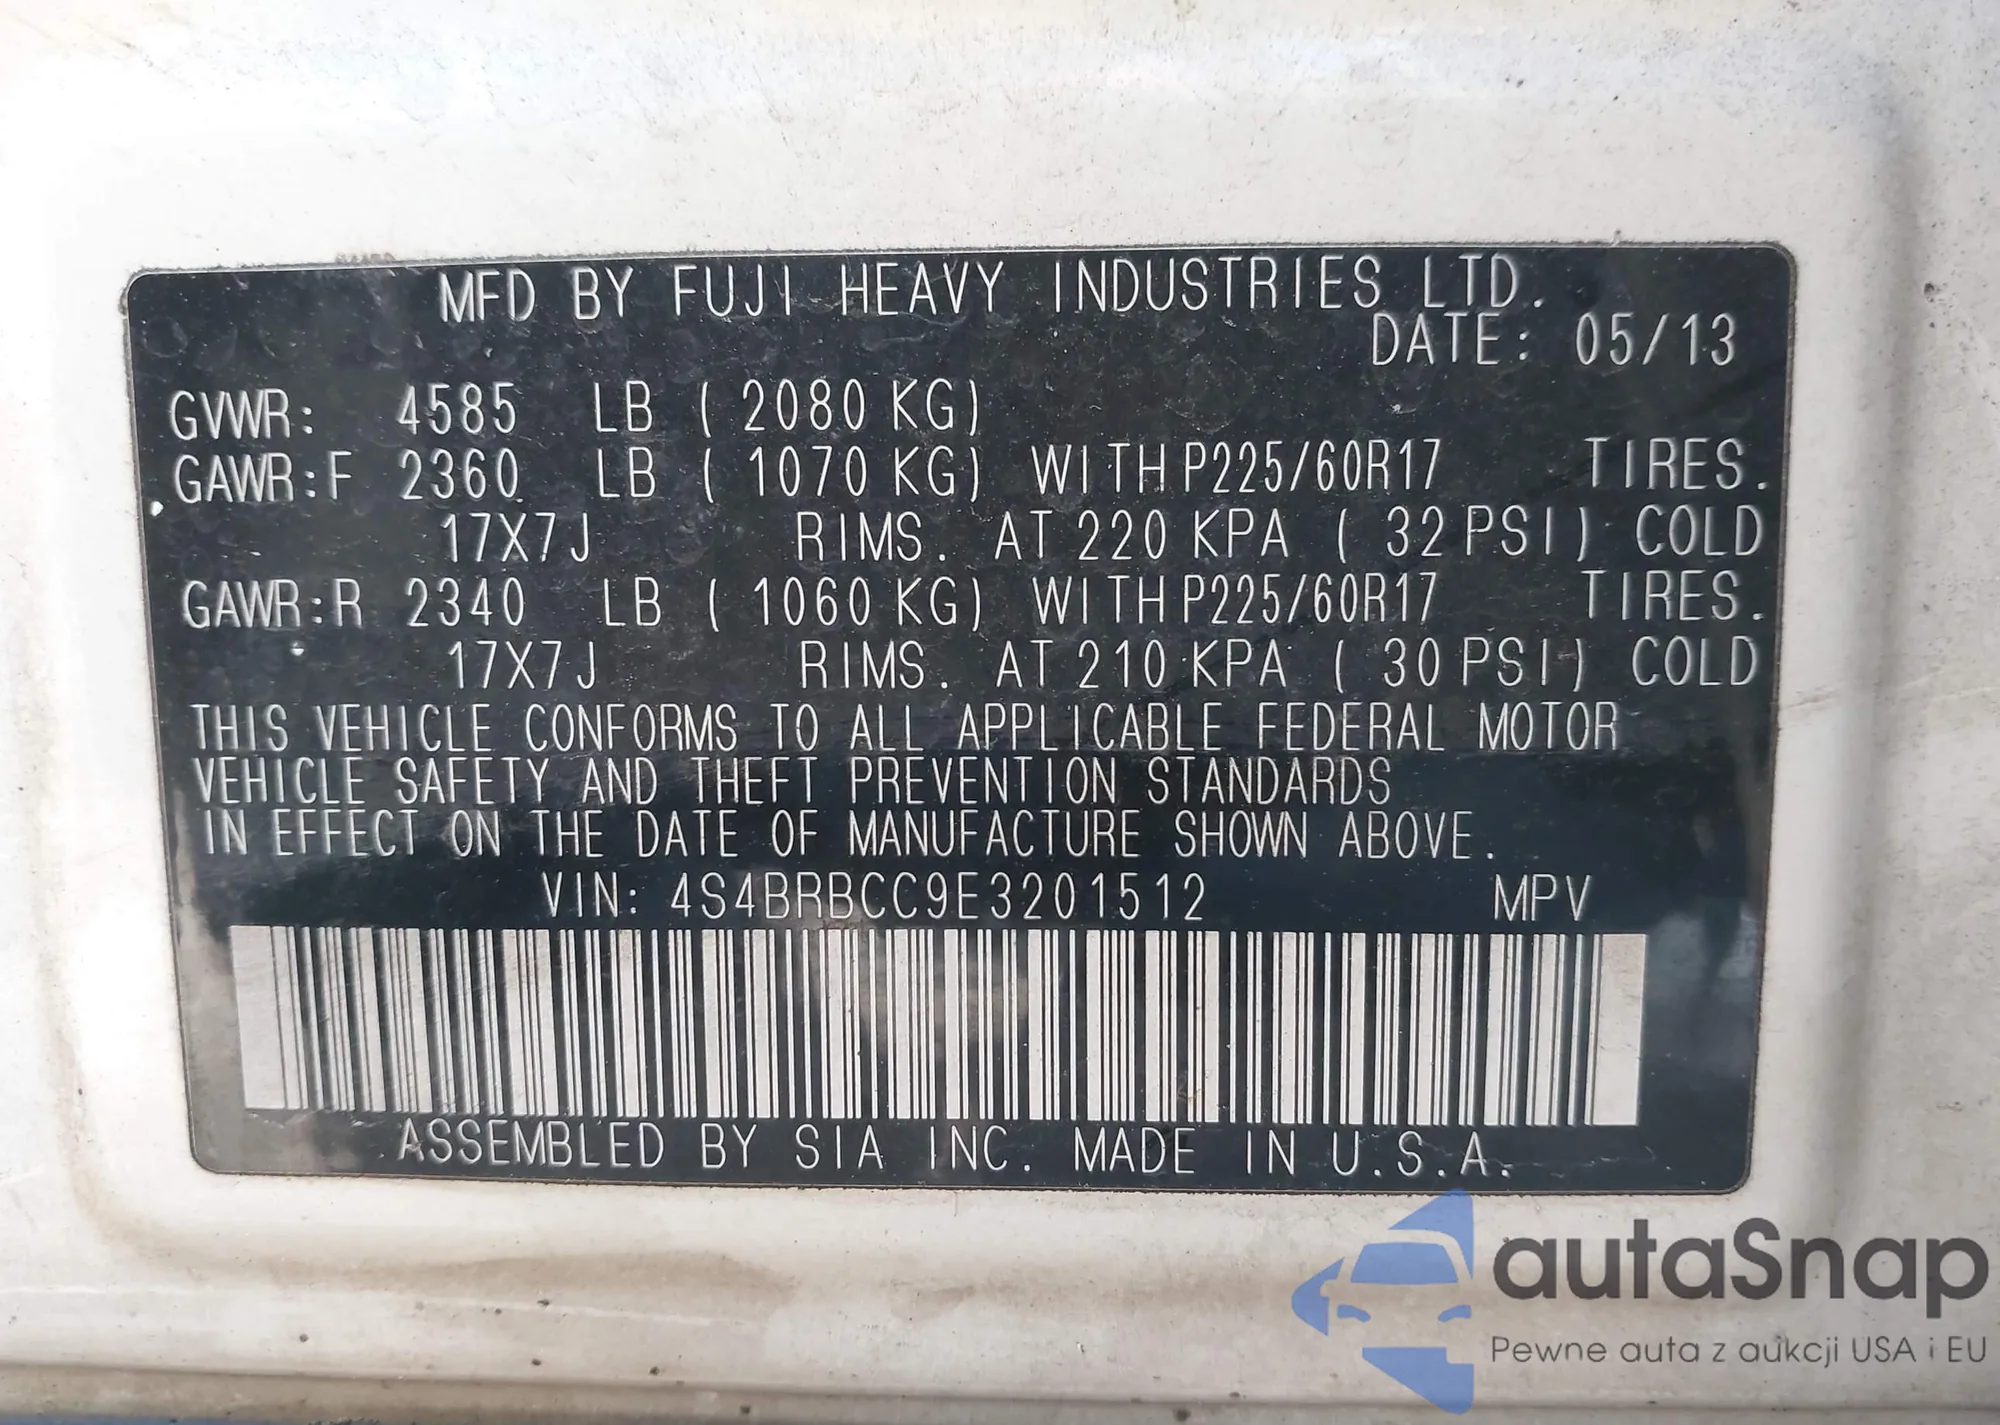 MFD BY FUJI HEAVY INDUSTRIES LTD.
DATE: 05/13
GVWR: 4585 LB ( 2080 KG)
GAWR:F 2360 LB ( 1070 KG) WITH P225/60R17 TIRES.
17X7J RIMS. AT 220 KPA ( 32 PSI) COLD
GAWR:R 2340 LB ( 1060 KG) WITH P225/60R17 TIRES.
17X7J RIMS. AT 210 KPA ( 30 PSI) COLD
THIS VEHICLE CONFORMS TO ALL APPLICABLE FEDERAL MOTOR
VEHICLE SAFETY AND THEFT PREVENTION STANDARDS
IN EFFECT ON THE DATE OF MANUFACTURE SHOWN ABOVE.
VIN: 4S4BRBCC9E3201512 MPV
ASSEMBLED BY SIA INC. MADE IN U.S.A.
autaSnap
Pewne auta z aukcji USA i EU